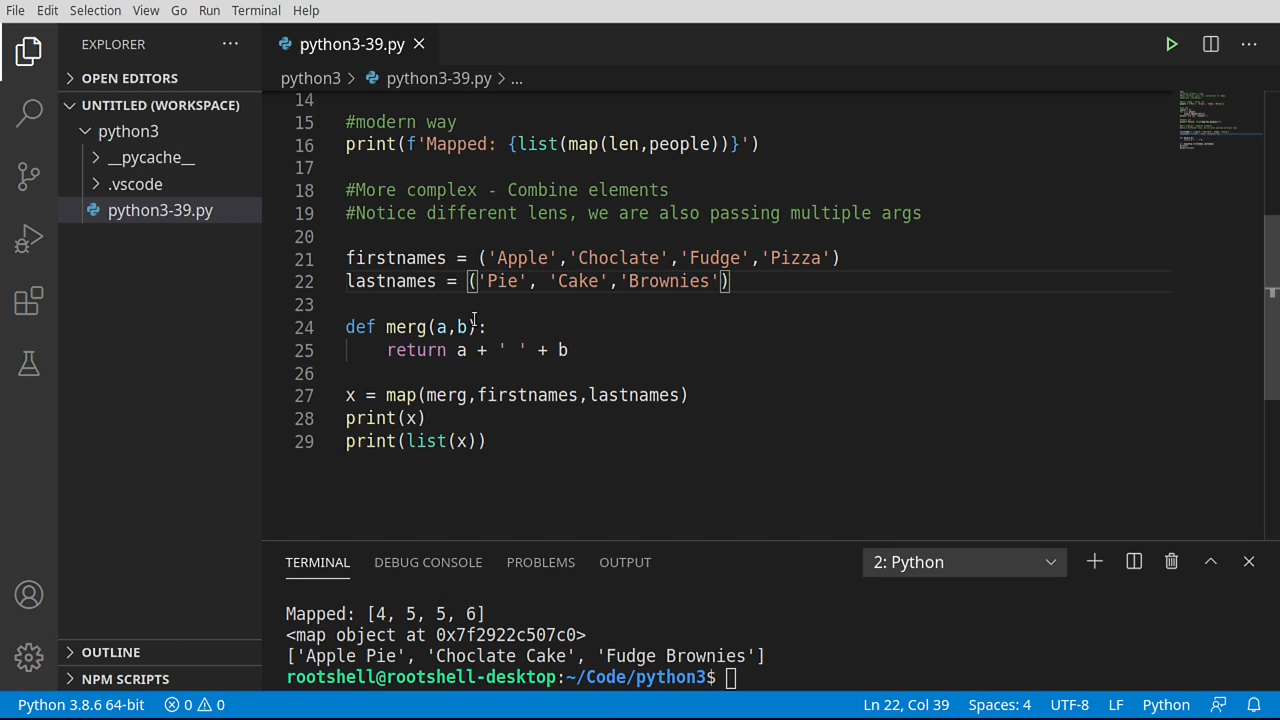 File Edit Selection View Go Run Terminal Help
EXPLORER ···
python3-39.py
OPEN EDITORS
python3 > python3-39.py > ...
UNTITLED (WORKSPACE)
python3
__pycache__
.vscode
python3-39.py
14
15 #modern way
16 print(f'Mapped: {list(map(len,people))}')
17
18 #More complex - Combine elements
19 #Notice different lens, we are also passing multiple args
20
21 firstnames = ('Apple','Choclate','Fudge','Pizza')
22 lastnames = ('Pie', 'Cake','Brownies')
23
24 def merg(a,b):
25 return a + ' ' + b
26
27 x = map(merg,firstnames,lastnames)
28 print(x)
29 print(list(x))
TERMINAL DEBUG CONSOLE PROBLEMS OUTPUT 2: Python
Mapped: [4, 5, 5, 6]
<map object at 0x7f2922c507c0>
['Apple Pie', 'Choclate Cake', 'Fudge Brownies']
rootshell@rootshell-desktop:~/Code/python3$
OUTLINE
NPM SCRIPTS
Python 3.8.6 64-bit 0 0 Ln 22, Col 39 Spaces: 4 UTF-8 LF Python